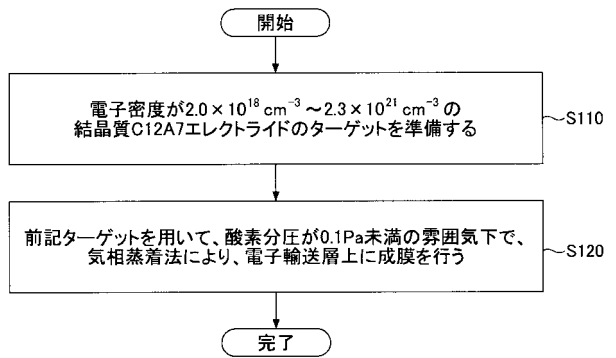 開始
電子密度が2.0×10¹⁸cm⁻³～2.3×10²¹cm⁻³の
結晶質C12A7エレクトライドのターゲットを準備する
S110
前記ターゲットを用いて、酸素分圧が0.1Pa未満の雰囲気下で、
気相蒸着法により、電子輸送層上に成膜を行う
S120
完了